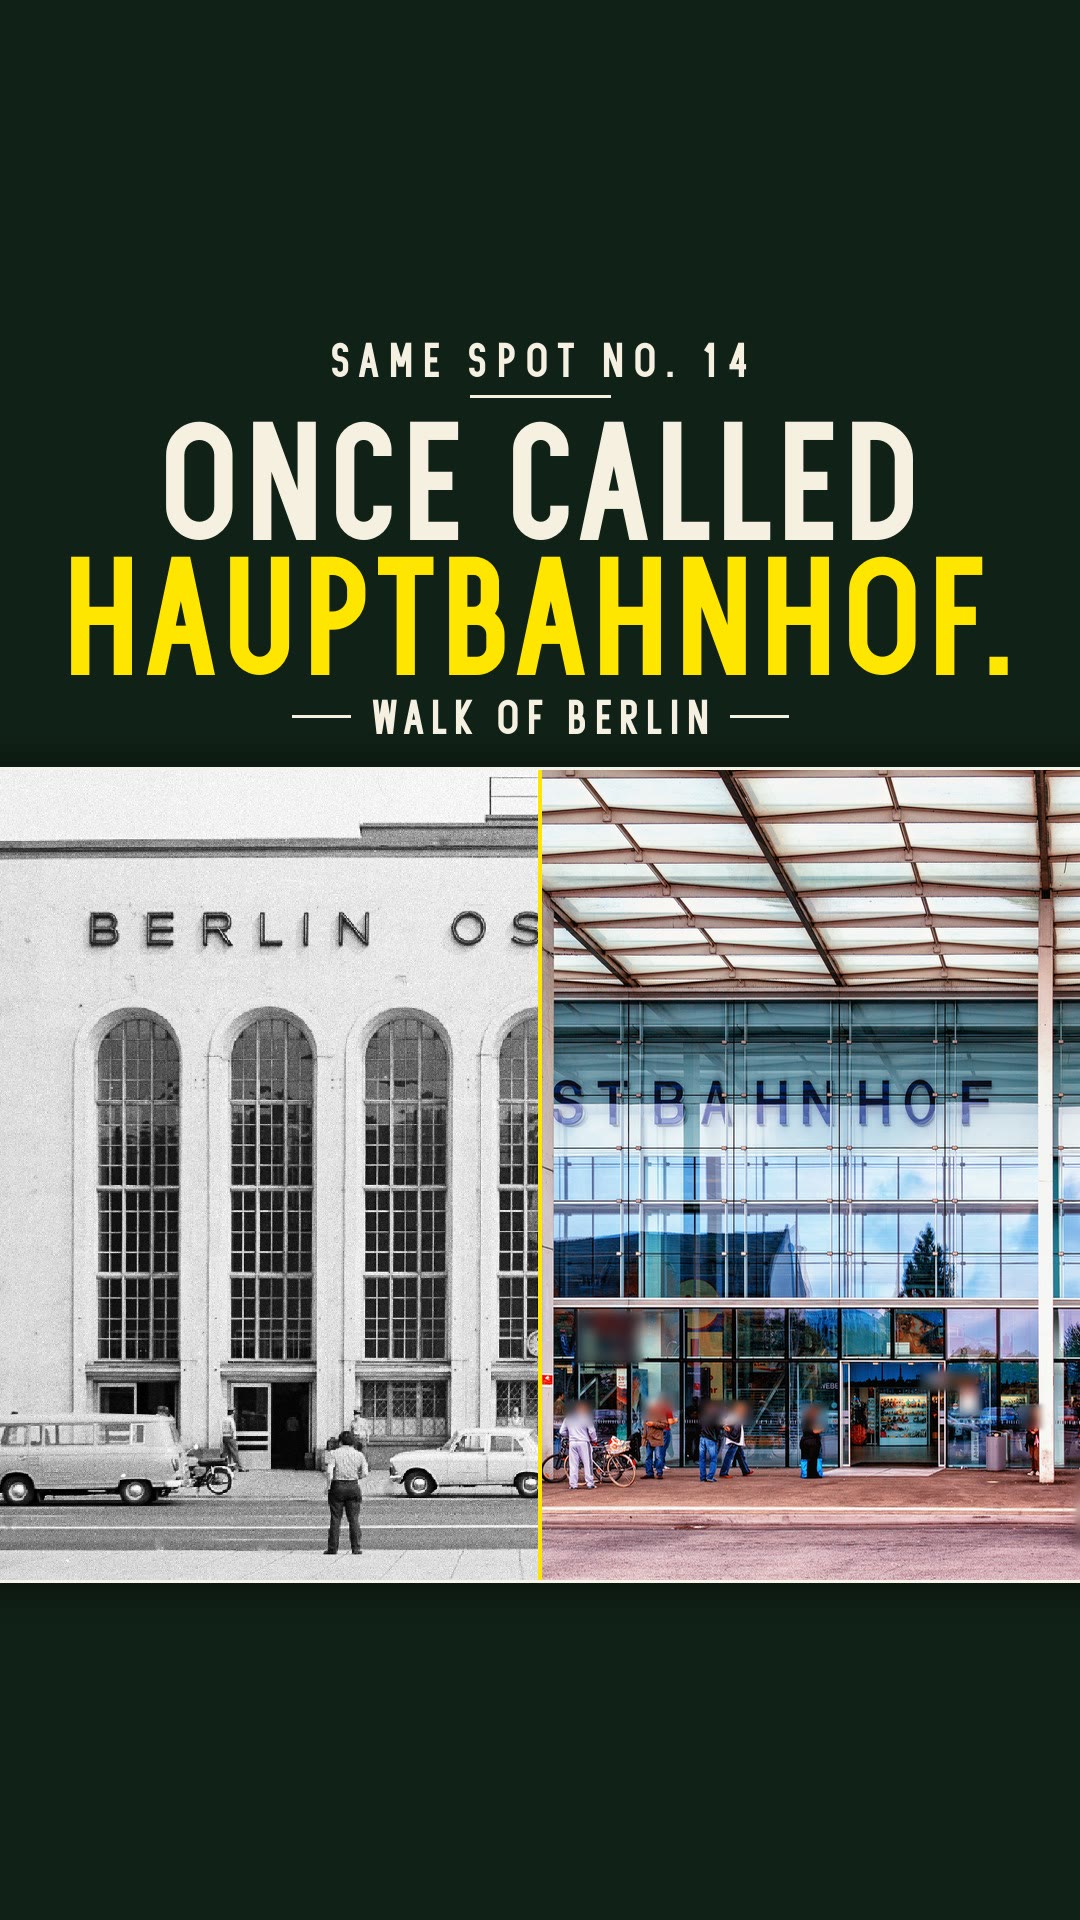 SAME SPOT NO. 14
ONCE CALLED
HAUPTBAHNHOF.
WALK OF BERLIN
BERLIN OS
STBAHNHOF